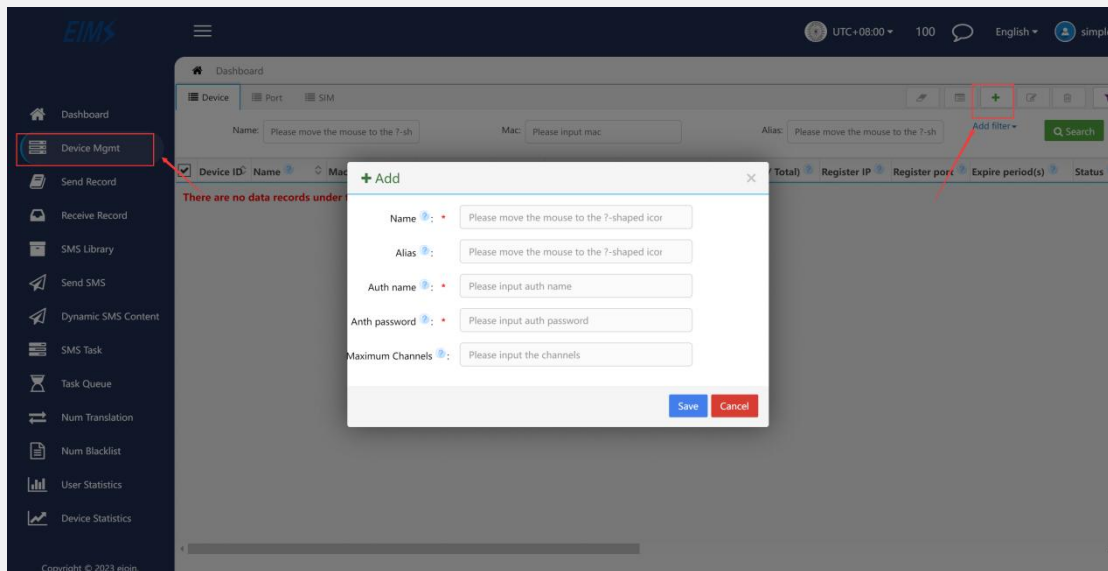 EIMS
UTC+08:00 100 English simple
Dashboard
Device Port SIM
Name: Please move the mouse to the ?-sh Mac: Please input mac Alias: Please move the mouse to the ?-sh Add filter Search
Device ID Name Mac / Total) Register IP Register port Expire period(s) Status
There are no data records under
Dashboard
Device Mgmt
Send Record
Receive Record
SMS Library
Send SMS
Dynamic SMS Content
SMS Task
Task Queue
Num Translation
Num Blacklist
User Statistics
Device Statistics
Copyright © 2023 ejoin.
+ Add ×
Name ?: * Please move the mouse to the ?-shaped icor
Alias ?: Please move the mouse to the ?-shaped icor
Auth name ?: * Please input auth name
Anth password ?: * Please input auth password
Maximum Channels ?: Please input the channels
Save Cancel